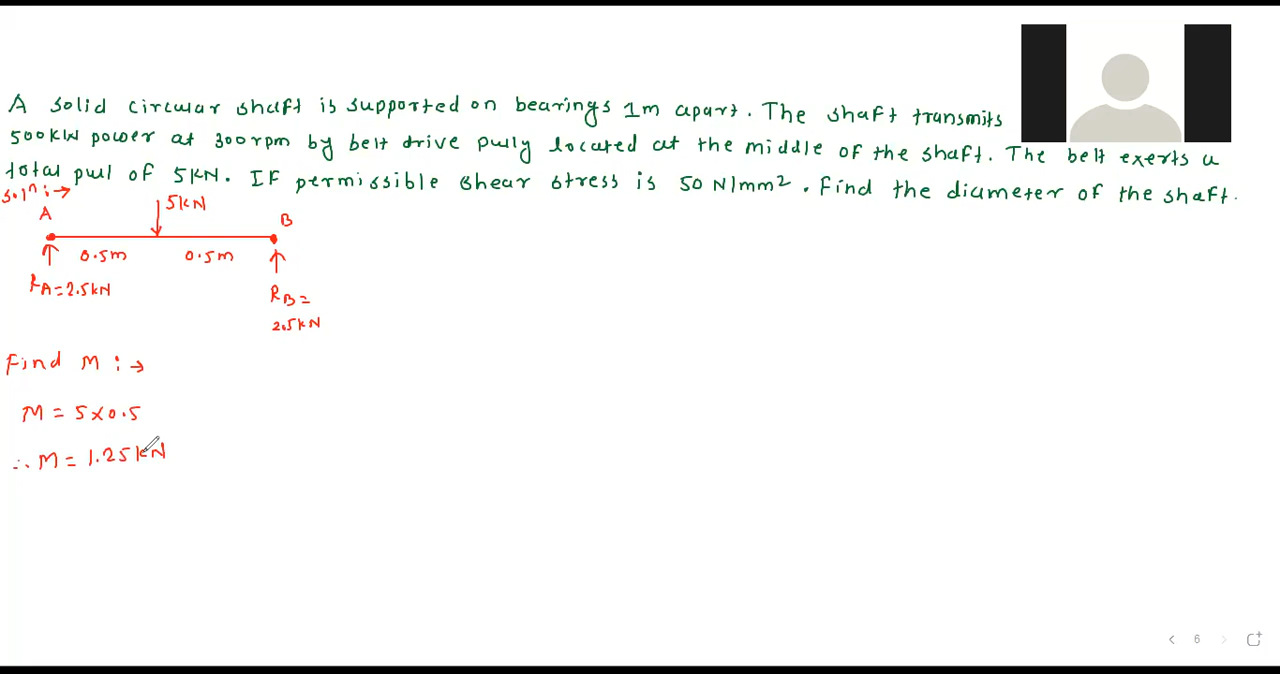 A solid circular shaft is supported on bearings 1m apart. The shaft transmits
500kW power at 300rpm by belt drive pully located at the middle of the shaft. The belt exerts a
total pul of 5KN. IF permissible shear stress is 50 N/mm2. Find the diameter of the shaft.
soln :→
5kN
A
B
0.5m 0.5m
RA=2.5kN
RB=
2.5kN
Find M :→
M = 5×0.5
∴ M = 1.25kN
6